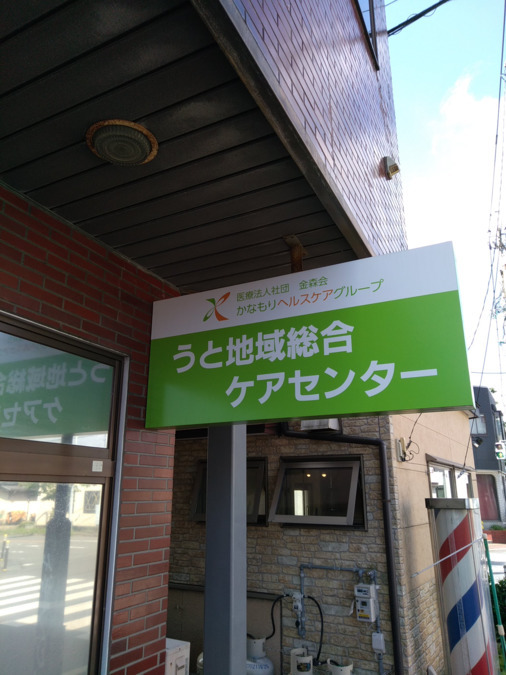 医療法人社団 金森会
かなもりヘルスケアグループ
うと地域総合
ケアセンター